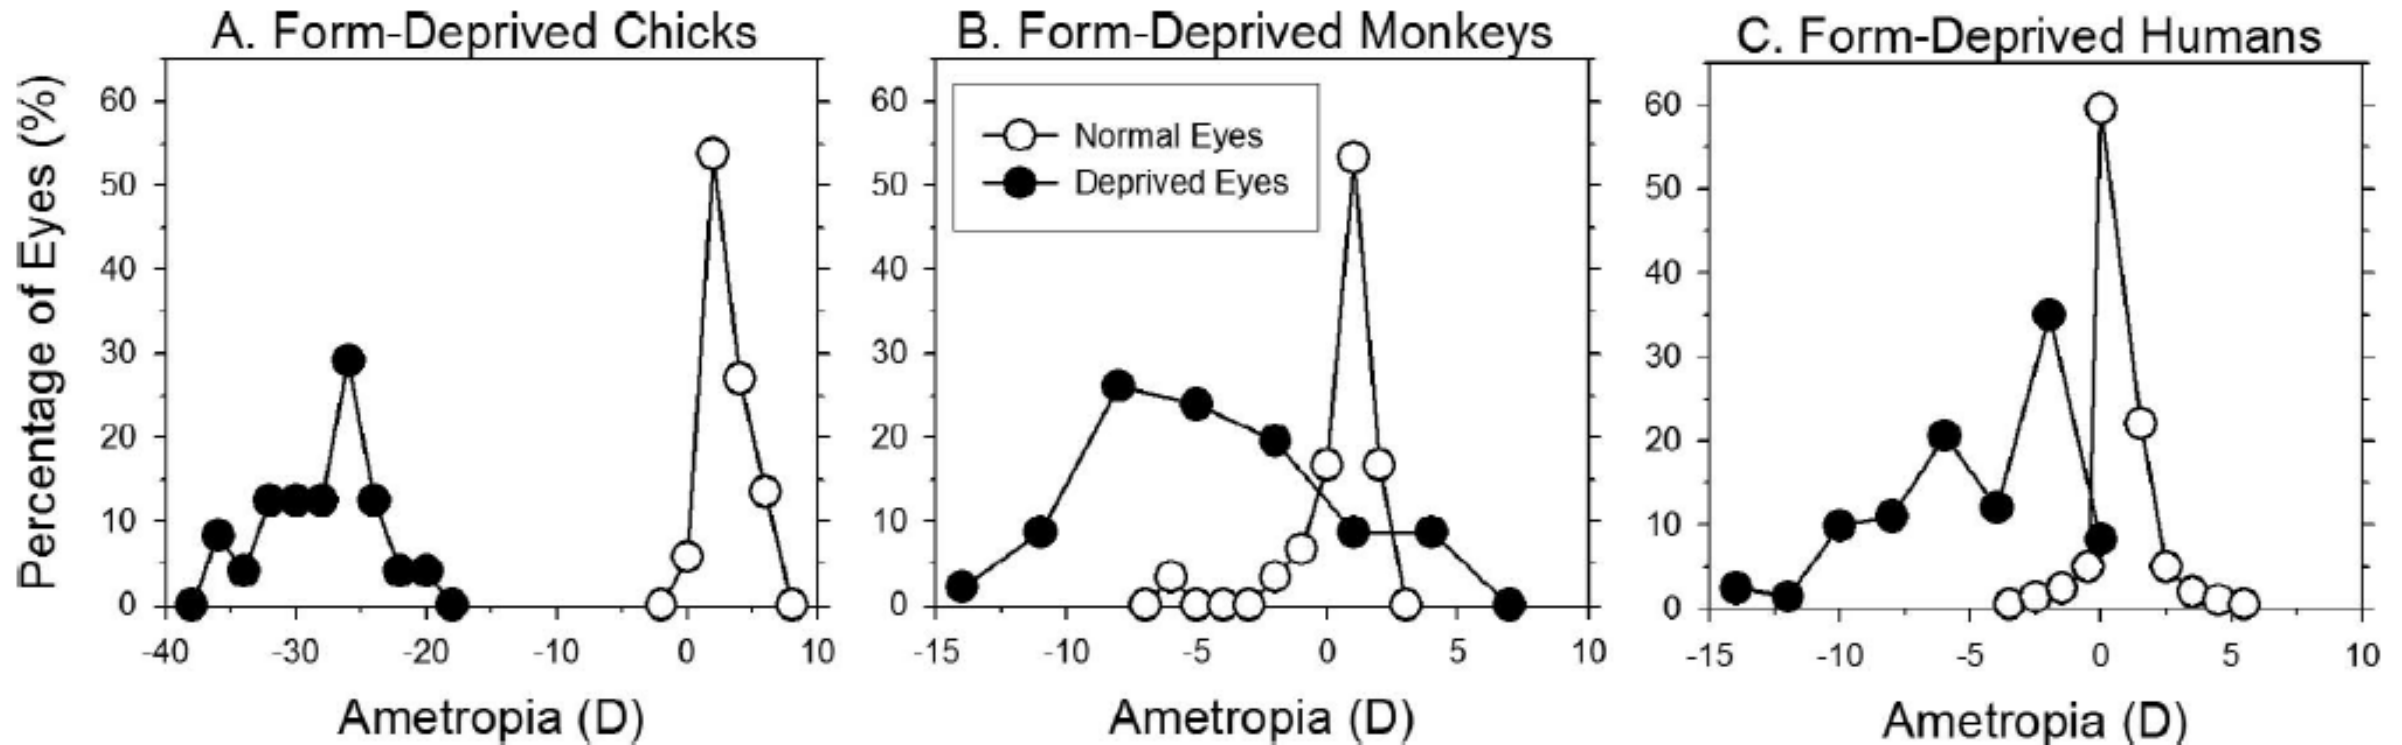 A. Form-Deprived Chicks
B. Form-Deprived Monkeys
C. Form-Deprived Humans
Percentage of Eyes (%)
60
50
40
30
20
10
0
-40 -30 -20 -10 0 10
Ametropia (D)
Normal Eyes
Deprived Eyes
60
50
40
30
20
10
0
-15 -10 -5 0 5 10
Ametropia (D)
60
50
40
30
20
10
0
-15 -10 -5 0 5 10
Ametropia (D)